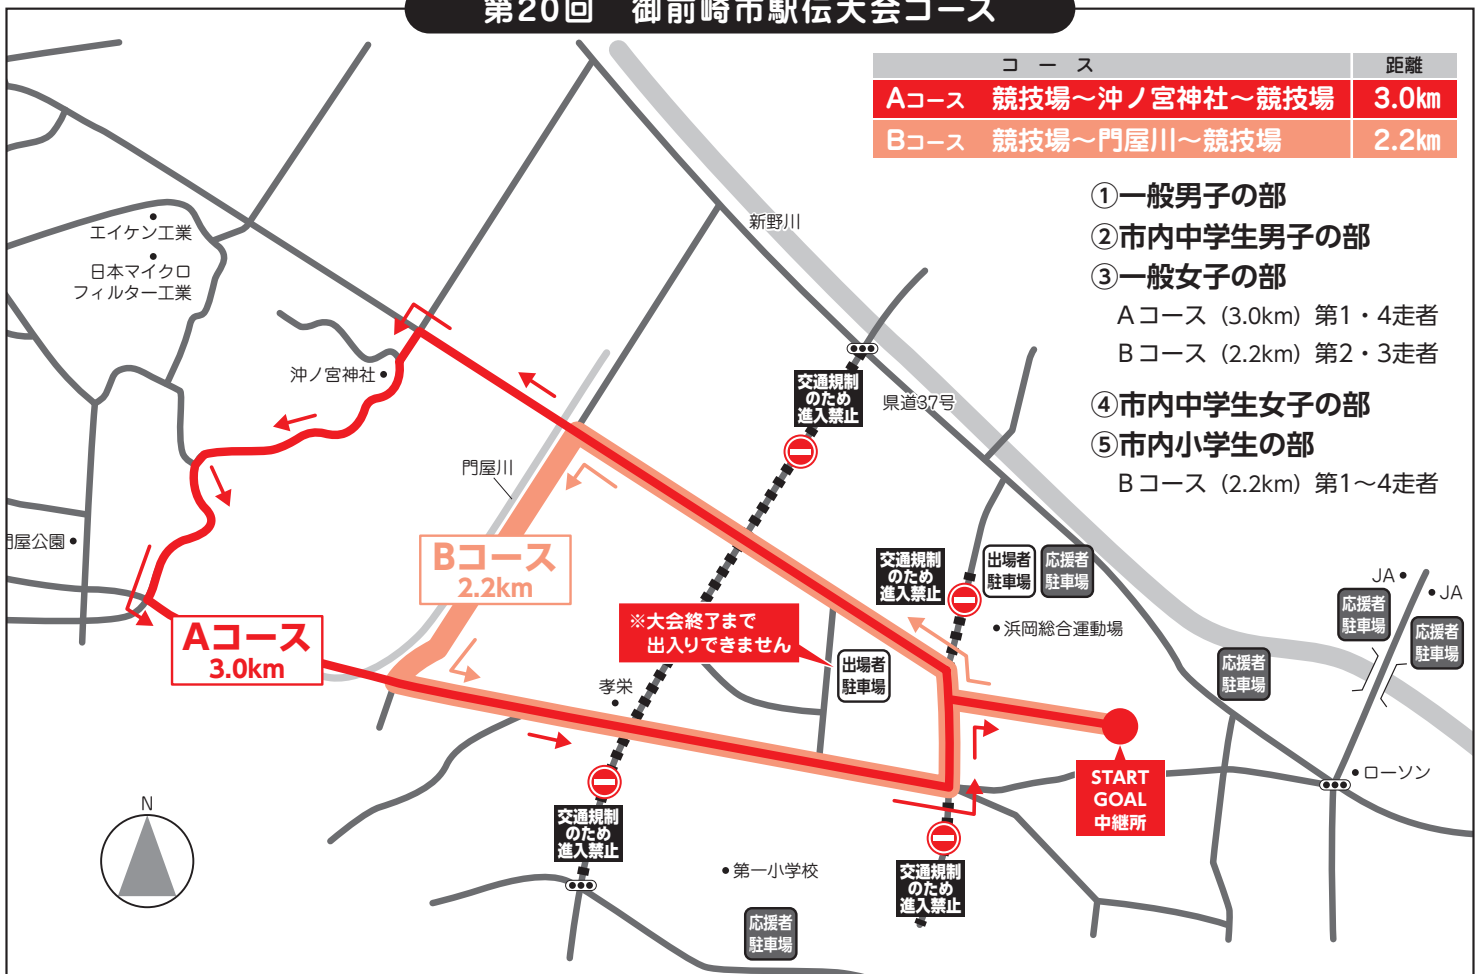 第20回　御前崎市駅伝大会コース
コース　距離
Aコース　競技場～沖ノ宮神社～競技場　3.0km
Bコース　競技場～門屋川～競技場　2.2km
①一般男子の部
②市内中学生男子の部
③一般女子の部
Aコース（3.0km）第1・4走者
Bコース（2.2km）第2・3走者
④市内中学生女子の部
⑤市内小学生の部
Bコース（2.2km）第1～4走者
新野川
エイケン工業
日本マイクロ
フィルター工業
沖ノ宮神社
交通規制
のため
進入禁止
県道37号
門屋川
門屋公園
Bコース
2.2km
交通規制
のため
進入禁止
出場者
駐車場
応援者
駐車場
浜岡総合運動場
JA
JA
応援者
駐車場
応援者
駐車場
応援者
駐車場
※大会終了まで
出入りできません
出場者
駐車場
Aコース
3.0km
孝栄
START
GOAL
中継所
ローソン
交通規制
のため
進入禁止
交通規制
のため
進入禁止
第一小学校
応援者
駐車場
N